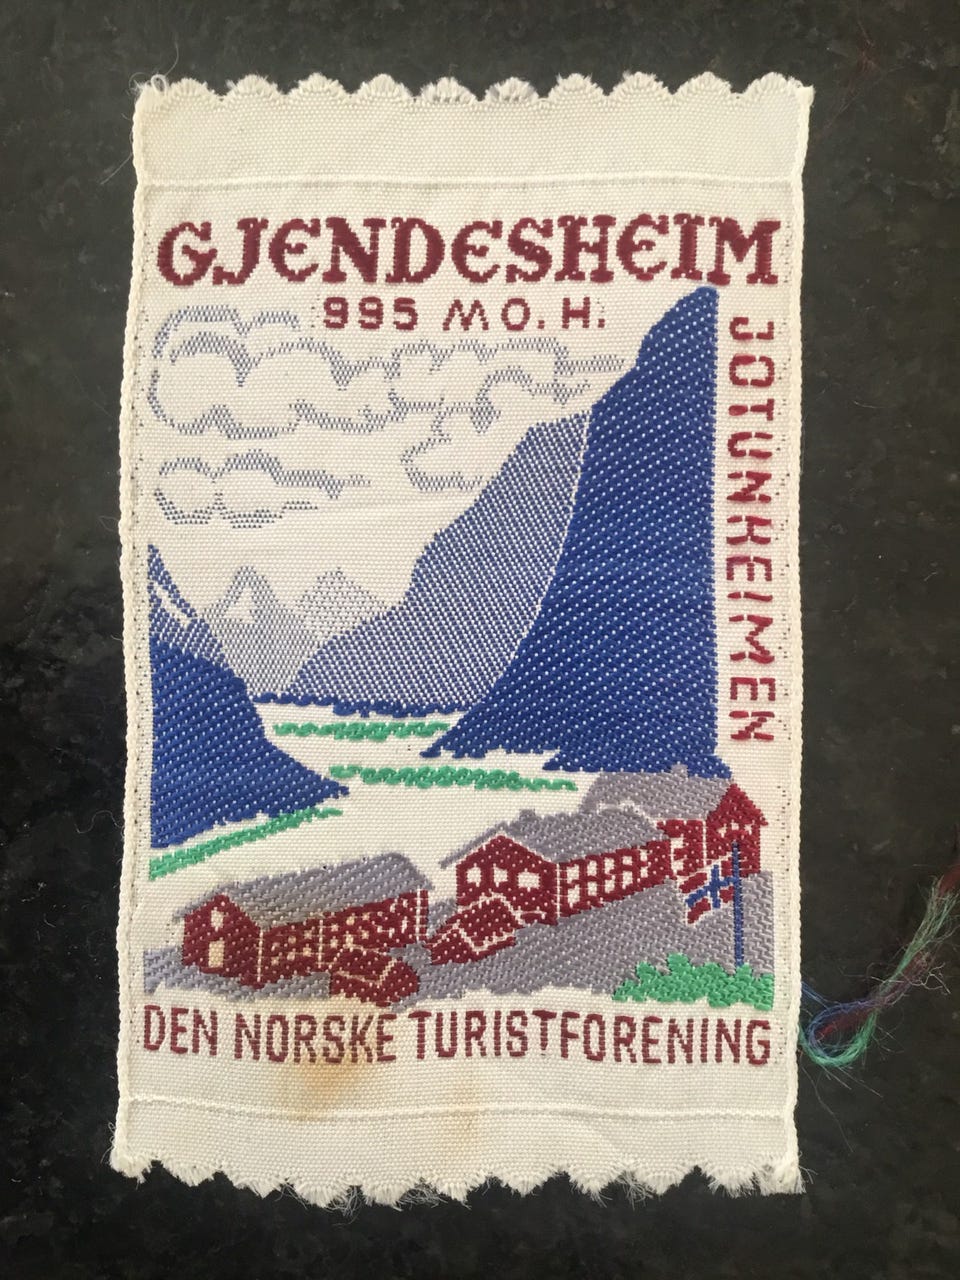 GJENDESHEIM
995 M O. H.
JOTUNHEIMEN
DEN NORSKE TURISTFORENING